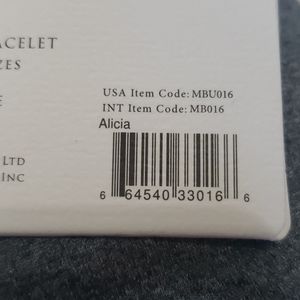 ACELET
ZES
E
LTD
INC
USA Item Code: MBU016
INT Item Code: MB016
Alicia
6 64540 33016 6